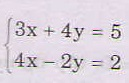 3x + 4y = 5
4x - 2y = 2